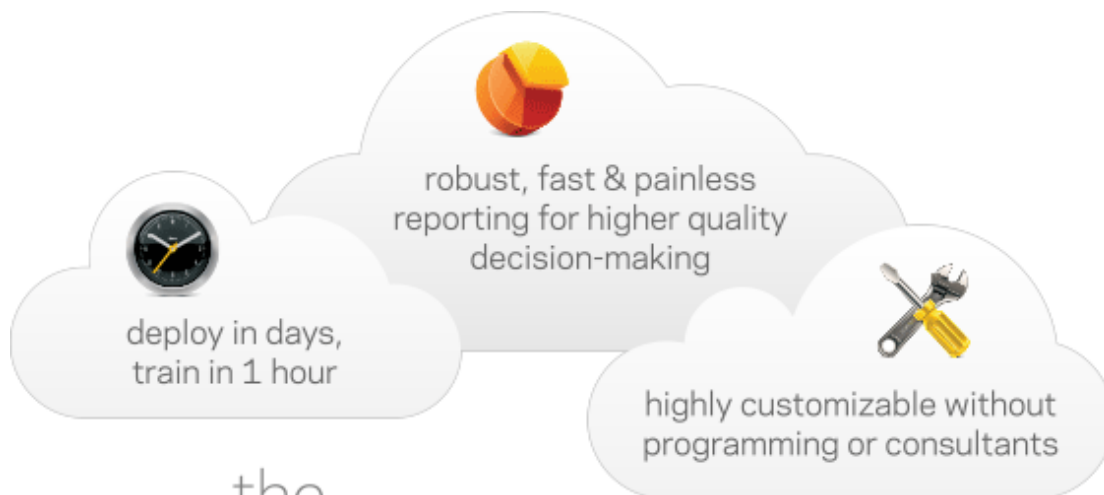 robust, fast & painless
reporting for higher quality
decision-making
deploy in days,
train in 1 hour
highly customizable without
programming or consultants
the